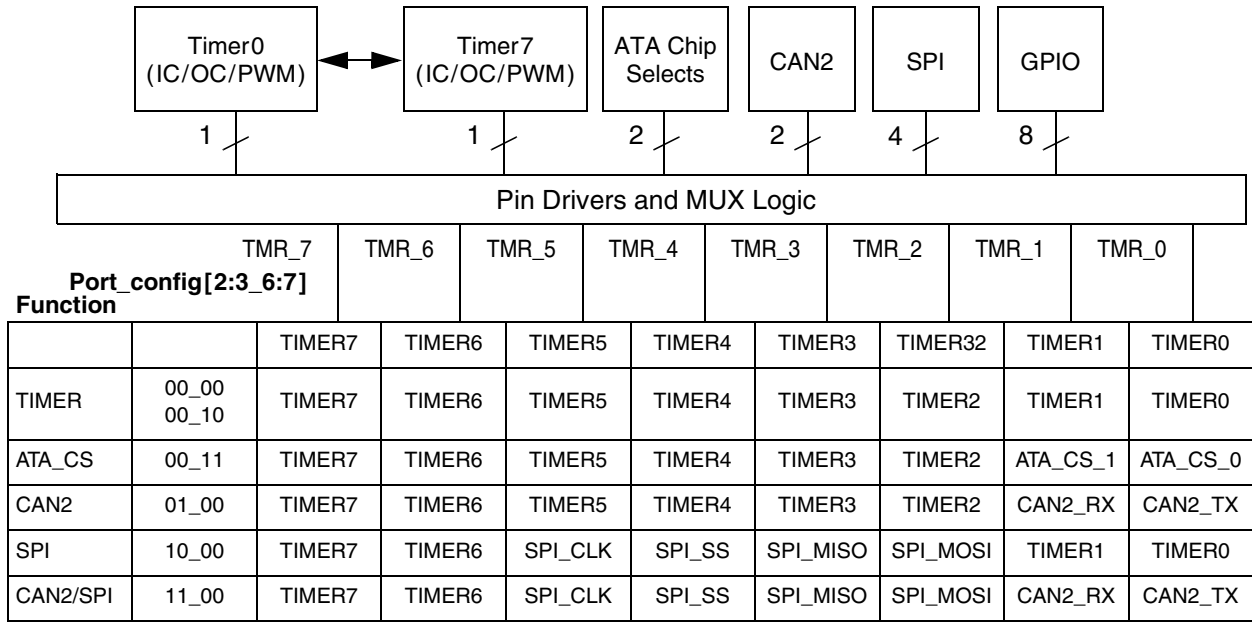 Timer0 (IC/OC/PWM)
Timer7 (IC/OC/PWM)
ATA Chip Selects
CAN2
SPI
GPIO
1 1 2 2 4 8
Pin Drivers and MUX Logic
TMR_7 TMR_6 TMR_5 TMR_4 TMR_3 TMR_2 TMR_1 TMR_0
Port_config[2:3_6:7]
Function
TIMER7 TIMER6 TIMER5 TIMER4 TIMER3 TIMER32 TIMER1 TIMER0
TIMER 00_00 00_10 TIMER7 TIMER6 TIMER5 TIMER4 TIMER3 TIMER2 TIMER1 TIMER0
ATA_CS 00_11 TIMER7 TIMER6 TIMER5 TIMER4 TIMER3 TIMER2 ATA_CS_1 ATA_CS_0
CAN2 01_00 TIMER7 TIMER6 TIMER5 TIMER4 TIMER3 TIMER2 CAN2_RX CAN2_TX
SPI 10_00 TIMER7 TIMER6 SPI_CLK SPI_SS SPI_MISO SPI_MOSI TIMER1 TIMER0
CAN2/SPI 11_00 TIMER7 TIMER6 SPI_CLK SPI_SS SPI_MISO SPI_MOSI CAN2_RX CAN2_TX